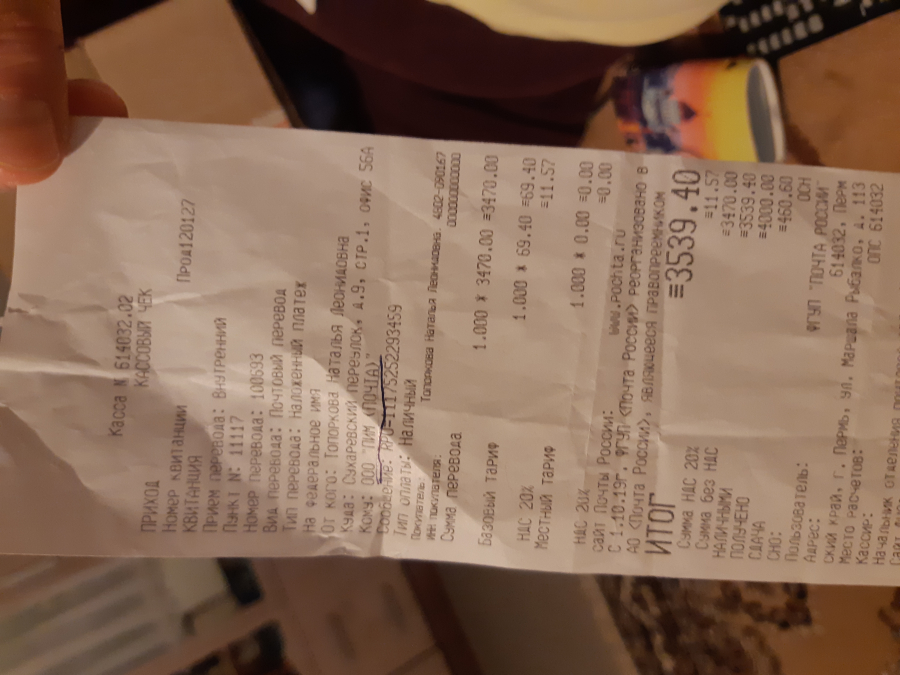 Касса N 614032.02
КАССОВЫЙ ЧЕК
Прод120127
ПРИХОД
Номер квитанции
КВИТАНЦИЯ
Прием перевода: Внутренний
Пункт N: 11117
Номер перевода: 100693
Вид перевода: Почтовый перевод
Тип перевода: Наложенный платеж
На федеральное имя
От кого: Топоркова Наталья Леонидовна
Куда: Сухаревский переулок, д.9, стр.1, офис 56А
Кому: ООО "ПИМ (ПОЧТА)"
Сообщение: RPO=111175252293459
Тип оплаты: Наличный
Покупатель: Топоркова Наталья Леонидовна 4602-090167
ИНН покупателя: 000000000000
Сумма перевода
1.000 * 3470.00 ≡3470.00
Базовый тариф
1.000 * 69.40 ≡69.40
НДС 20% ≡11.57
Местный тариф
1.000 * 0.00 ≡0.00
НДС 20% ≡0.00
сайт Почты России: www.pochta.ru
С 1.10.19г. ФГУП <Почта России> реорганизовано в
АО <Почта России>, являющееся правопреемником
ИТОГ ≡3539.40
Сумма НДС 20% ≡11.57
Сумма без НДС ≡3470.00
НАЛИЧНЫМИ ≡3539.40
ПОЛУЧЕНО ≡4000.00
СДАЧА ≡460.60
СНО: ОСН
Пользователь: ФГУП "ПОЧТА РОССИИ"
Адрес: 614032, Перм
ский край, г. Пермь, ул. Маршала Рыбалко, д. 113
Место расчетов: ОПС 614032
Кассир:
Начальник отделения